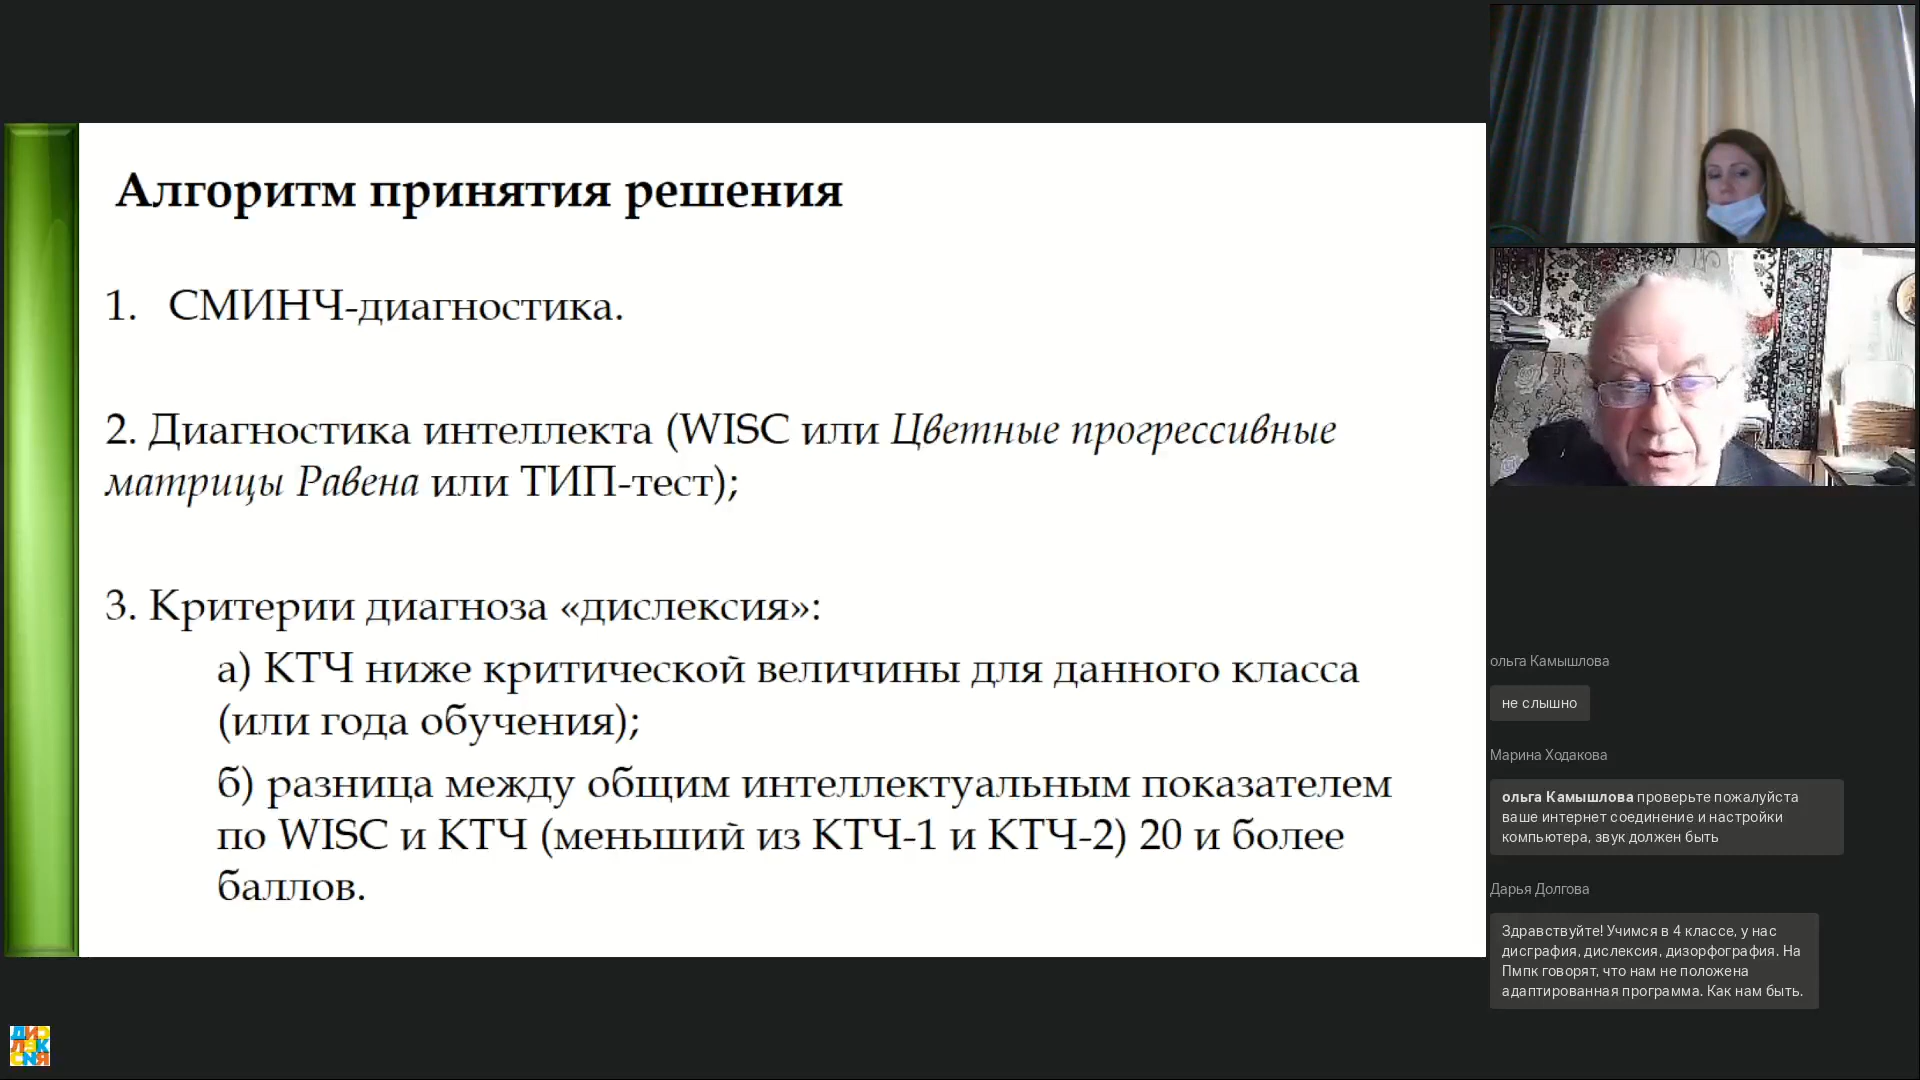 Алгоритм принятия решения
1. СМИНЧ-диагностика.
2. Диагностика интеллекта (WISC или Цветные прогрессивные
матрицы Равена или ТИП-тест);
3. Критерии диагноза «дислексия»:
а) КТЧ ниже критической величины для данного класса
(или года обучения);
б) разница между общим интеллектуальным показателем
по WISC и КТЧ (меньший из КТЧ-1 и КТЧ-2) 20 и более
баллов.
ольга Камышлова
не слышно
Марина Ходакова
ольга Камышлова проверьте пожалуйста
ваше интернет соединение и настройки
компьютера, звук должен быть
Дарья Долгова
Здравствуйте! Учимся в 4 классе, у нас
дисграфия, дислексия, дизорфография. На
Пмпк говорят, что нам не положена
адаптированная программа. Как нам быть.
ДИС
ЛЕК
СИЯ